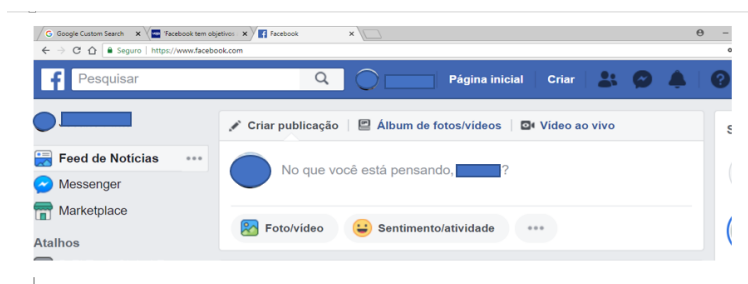 Google Custom Search × "Facebook tem objetivos × Facebook ×
Seguro | https://www.facebook.com
f Pesquisar Página inicial Criar ?
Criar publicação Álbum de fotos/vídeos Vídeo ao vivo
No que você está pensando, ?
Feed de Notícias
Messenger
Marketplace
Foto/vídeo Sentimento/atividade
Atalhos